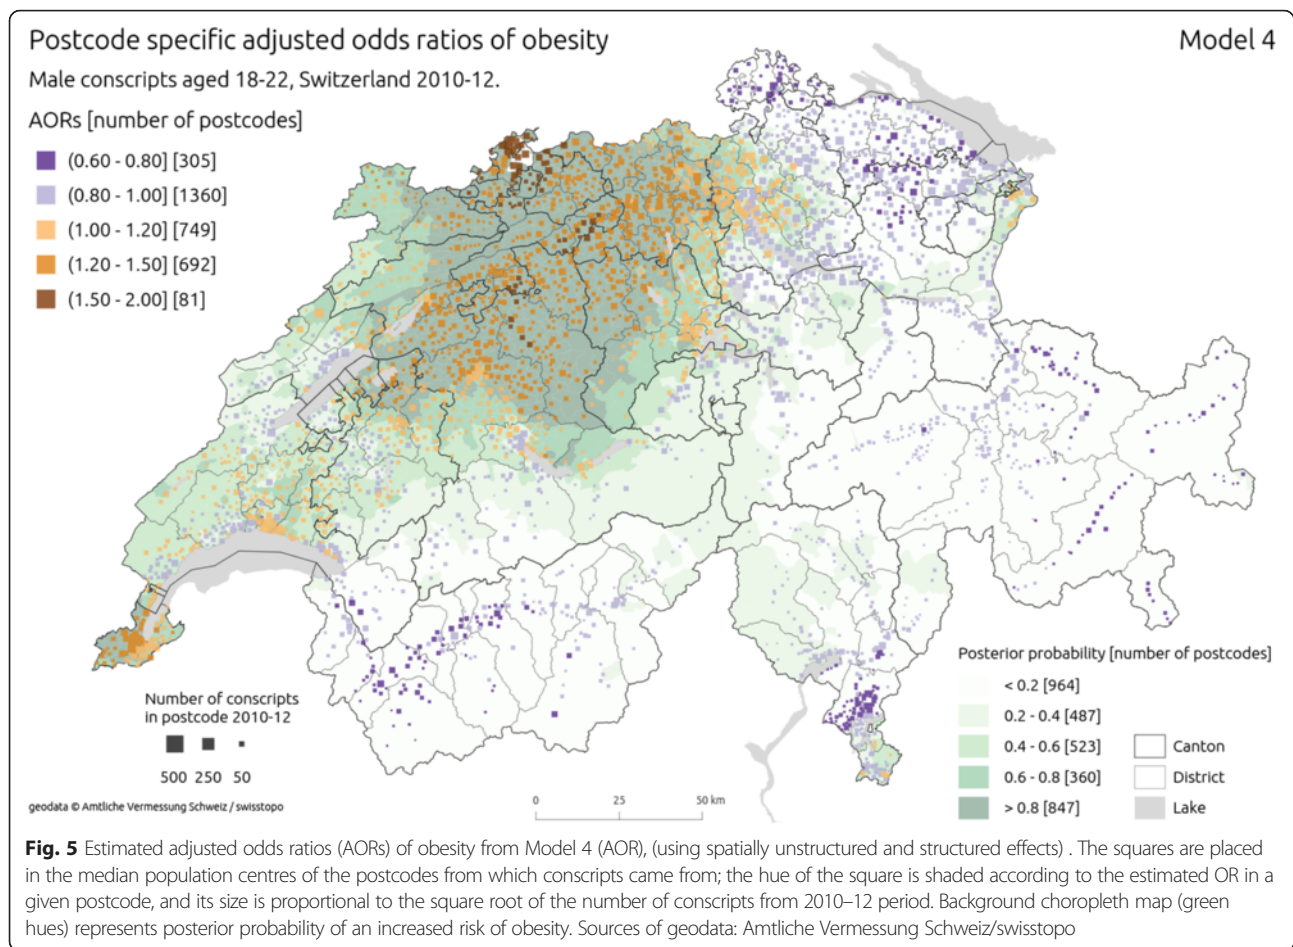 Postcode specific adjusted odds ratios of obesity
Model 4
Male conscripts aged 18-22, Switzerland 2010-12.
AORs [number of postcodes]
(0.60 - 0.80] [305]
(0.80 - 1.00] [1360]
(1.00 - 1.20] [749]
(1.20 - 1.50] [692]
(1.50 - 2.00] [81]
Number of conscripts
in postcode 2010-12
500 250 50
geodata © Amtliche Vermessung Schweiz / swisstopo
0 25 50 km
Posterior probability [number of postcodes]
< 0.2 [964]
0.2 - 0.4 [487]
0.4 - 0.6 [523]
0.6 - 0.8 [360]
> 0.8 [847]
Canton
District
Lake
Fig. 5 Estimated adjusted odds ratios (AORs) of obesity from Model 4 (AOR), (using spatially unstructured and structured effects) . The squares are placed
in the median population centres of the postcodes from which conscripts came from; the hue of the square is shaded according to the estimated OR in a
given postcode, and its size is proportional to the square root of the number of conscripts from 2010–12 period. Background choropleth map (green
hues) represents posterior probability of an increased risk of obesity. Sources of geodata: Amtliche Vermessung Schweiz/swisstopo